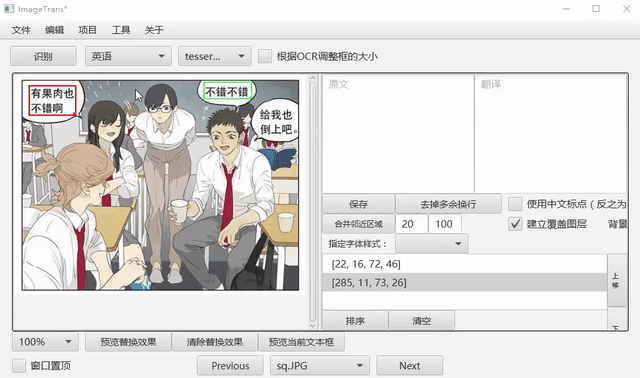 ImageTrans*
文件 编辑 项目 工具 关于
识别 英语 tesser... 根据OCR调整框的大小
有果肉也
不错啊
不错不错
给我也
倒上吧。
原文 翻译
保存 去掉多余换行 使用中文标点（反之为
合并邻近区域 20 100 建立覆盖图层 背景
指定字体样式：
[22, 16, 72, 46]
[285, 11, 73, 26]
上移
下
排序 清空
100% 预览替换效果 清除替换效果 预览当前文本框
窗口置顶 Previous sq.JPG Next